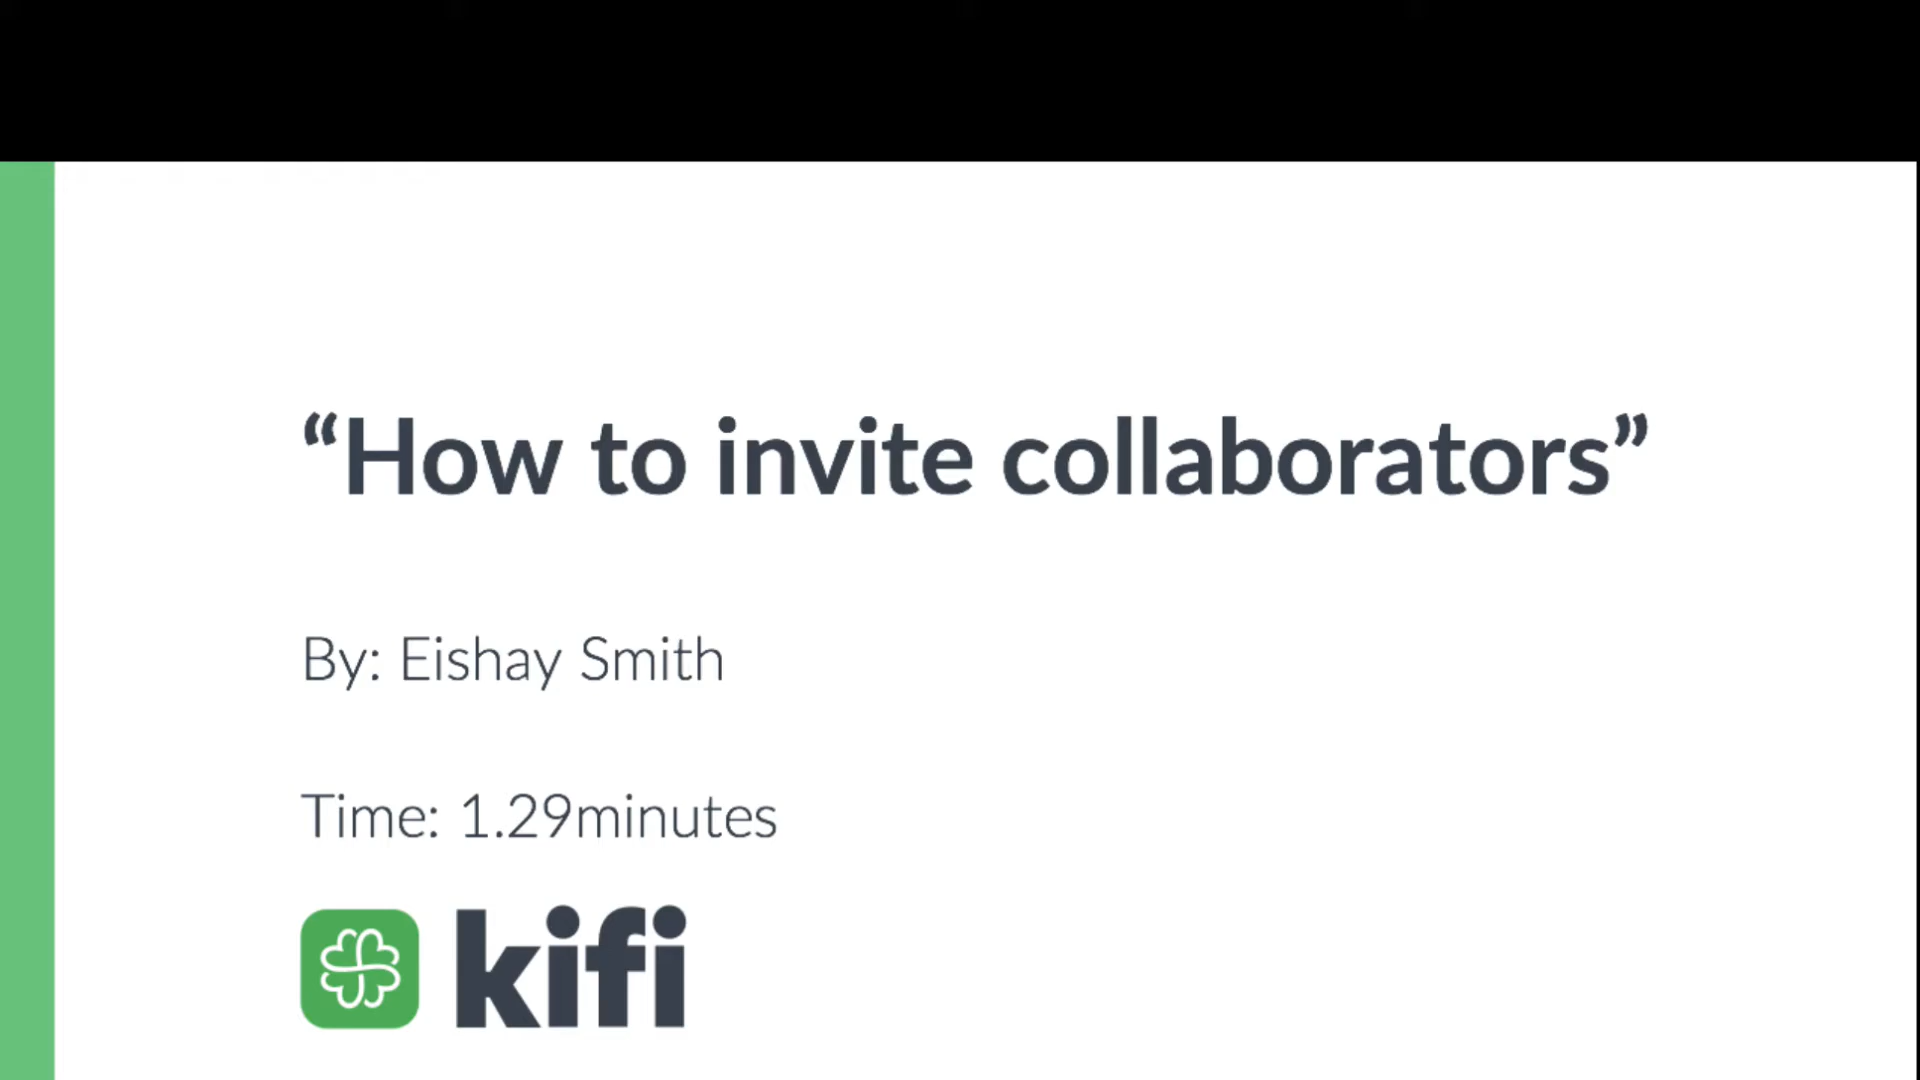 “How to invite collaborators”
By: Eishay Smith
Time: 1.29minutes
kifi